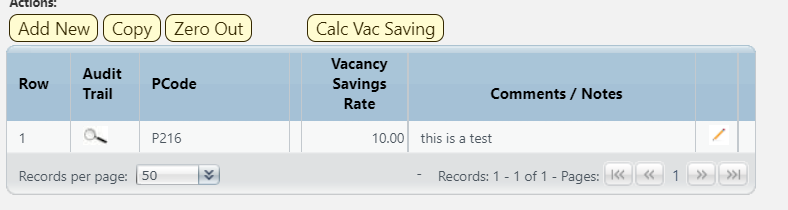 Actions:
Add New Copy Zero Out Calc Vac Saving
Row Audit Trail PCode Vacancy Savings Rate Comments / Notes
1 P216 10.00 this is a test
Records per page: 50 - Records: 1 - 1 of 1 - Pages: 1